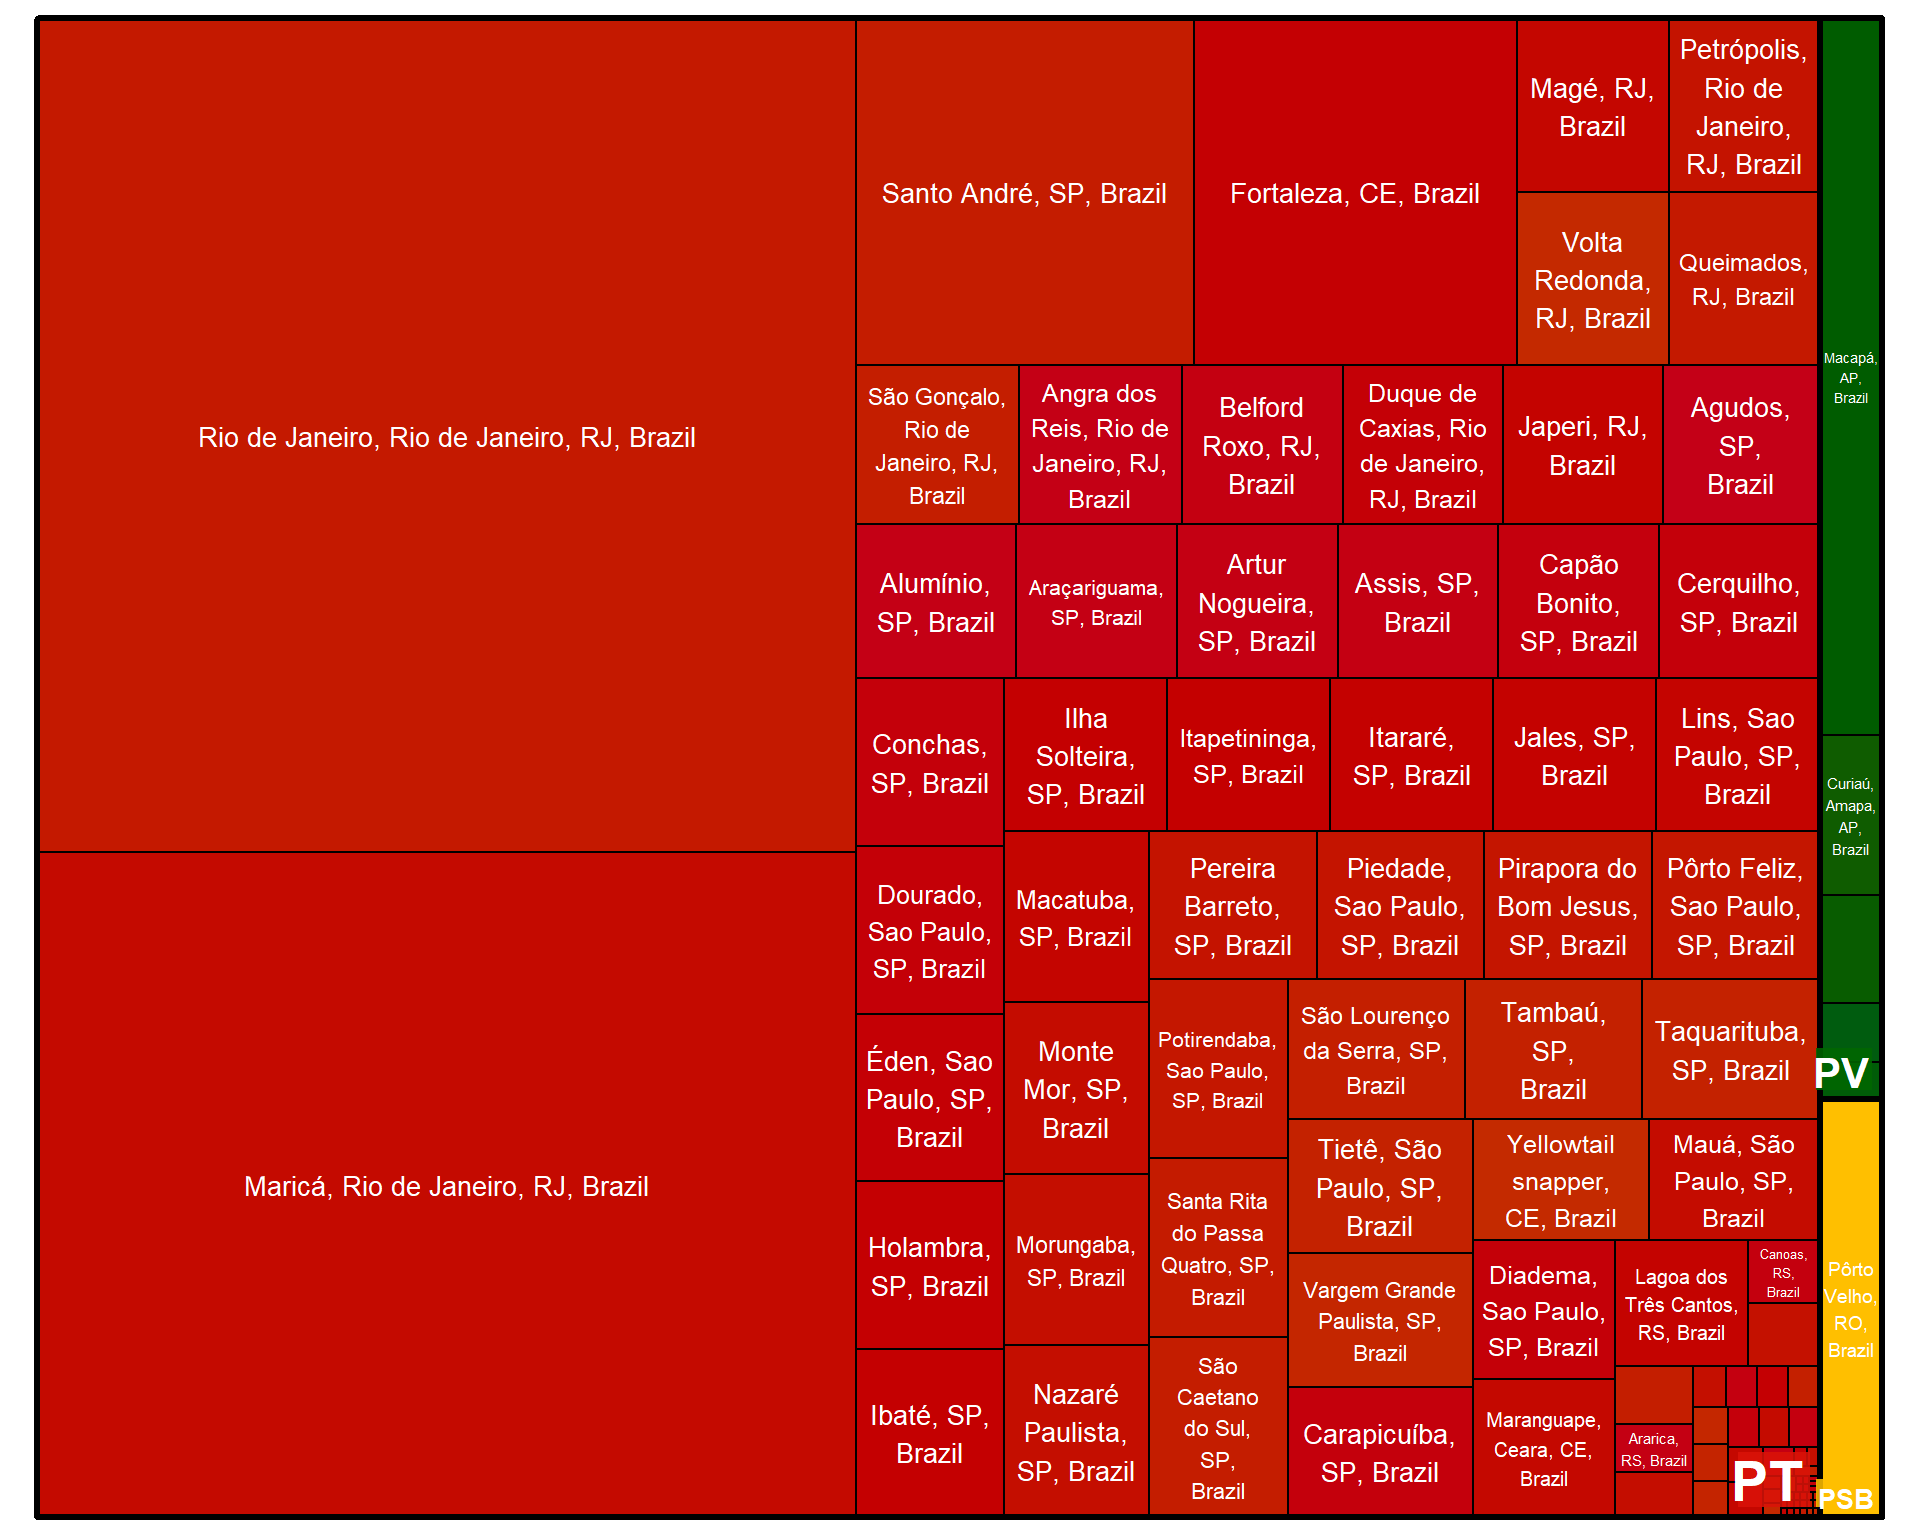 Rio de Janeiro, Rio de Janeiro, RJ, Brazil
Maricá, Rio de Janeiro, RJ, Brazil
Santo André, SP, Brazil
Fortaleza, CE, Brazil
Magé, RJ,
Brazil
Petrópolis,
Rio de
Janeiro,
RJ, Brazil
Volta
Redonda,
RJ, Brazil
Queimados,
RJ, Brazil
São Gonçalo,
Rio de
Janeiro, RJ,
Brazil
Angra dos
Reis, Rio de
Janeiro, RJ,
Brazil
Belford
Roxo, RJ,
Brazil
Duque de
Caxias, Rio
de Janeiro,
RJ, Brazil
Japeri, RJ,
Brazil
Agudos,
SP,
Brazil
Alumínio,
SP, Brazil
Araçariguama,
SP, Brazil
Artur
Nogueira,
SP, Brazil
Assis, SP,
Brazil
Capão
Bonito,
SP, Brazil
Cerquilho,
SP, Brazil
Conchas,
SP, Brazil
Ilha
Solteira,
SP, Brazil
Itapetininga,
SP, Brazil
Itararé,
SP, Brazil
Jales, SP,
Brazil
Lins, Sao
Paulo, SP,
Brazil
Dourado,
Sao Paulo,
SP, Brazil
Macatuba,
SP, Brazil
Pereira
Barreto,
SP, Brazil
Piedade,
Sao Paulo,
SP, Brazil
Pirapora do
Bom Jesus,
SP, Brazil
Pôrto Feliz,
Sao Paulo,
SP, Brazil
Éden, Sao
Paulo, SP,
Brazil
Monte
Mor, SP,
Brazil
Potirendaba,
Sao Paulo,
SP, Brazil
São Lourenço
da Serra, SP,
Brazil
Tambaú,
SP,
Brazil
Taquarituba,
SP, Brazil
Holambra,
SP, Brazil
Morungaba,
SP, Brazil
Santa Rita
do Passa
Quatro, SP,
Brazil
Tietê, São
Paulo, SP,
Brazil
Yellowtail
snapper,
CE, Brazil
Mauá, São
Paulo, SP,
Brazil
Vargem Grande
Paulista, SP,
Brazil
Diadema,
Sao Paulo,
SP, Brazil
Lagoa dos
Três Cantos,
RS, Brazil
Canoas,
RS,
Brazil
Ibaté, SP,
Brazil
Nazaré
Paulista,
SP, Brazil
São
Caetano
do Sul,
SP,
Brazil
Carapicuíba,
SP, Brazil
Maranguape,
Ceara, CE,
Brazil
Ararica,
RS, Brazil
PT
Macapá,
AP,
Brazil
Curiaú,
Amapa,
AP,
Brazil
PV
Pôrto
Velho,
RO,
Brazil
PSB